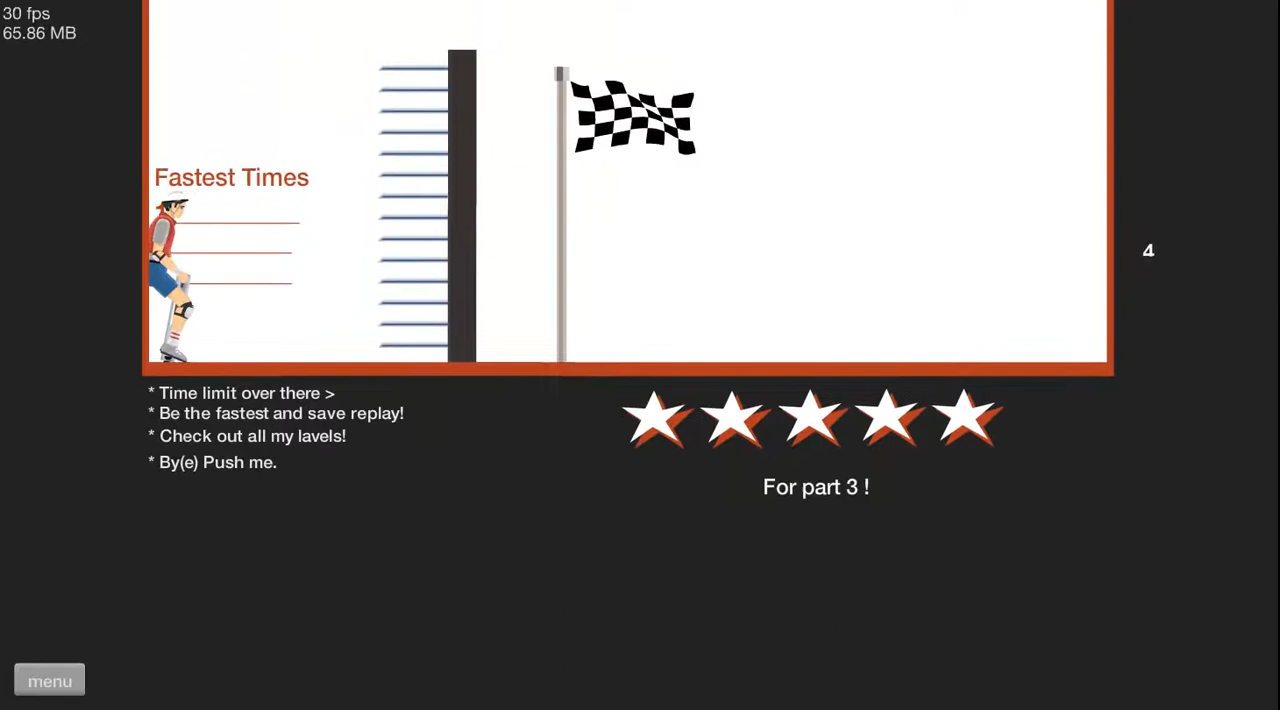 30 fps
65.86 MB
Fastest Times
4
* Time limit over there >
* Be the fastest and save replay!
* Check out all my lavels!
* By(e) Push me.
For part 3 !
menu